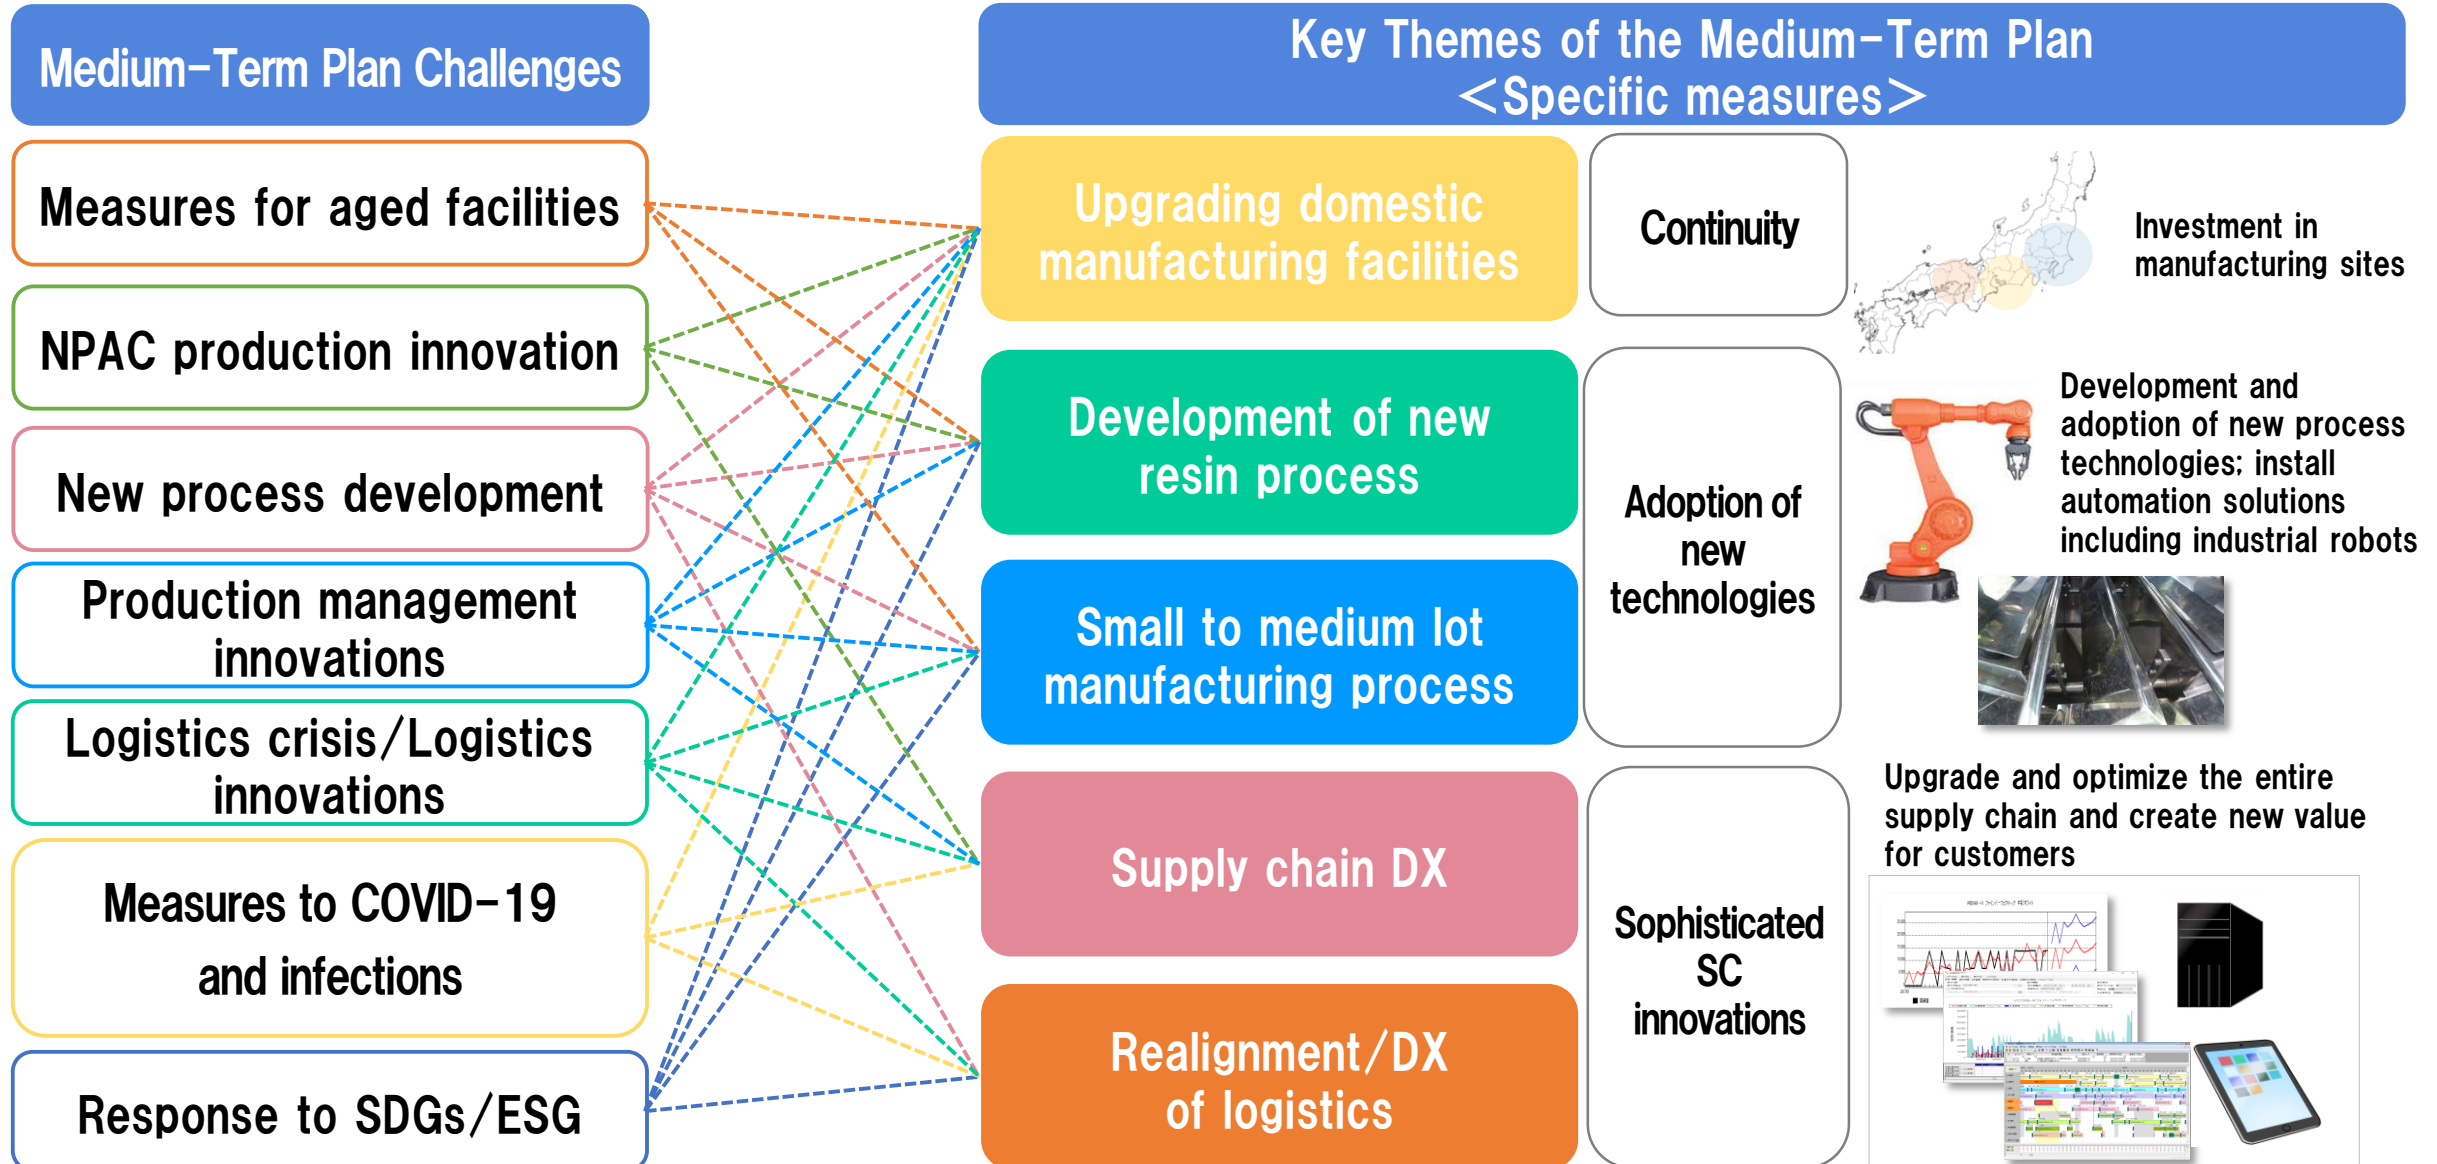 Medium-Term Plan Challenges
Key Themes of the Medium-Term Plan
<Specific measures>
Measures for aged facilities
NPAC production innovation
New process development
Production management
innovations
Logistics crisis/Logistics
innovations
Measures to COVID-19
and infections
Response to SDGs/ESG
Upgrading domestic
manufacturing facilities
Development of new
resin process
Small to medium lot
manufacturing process
Supply chain DX
Realignment/DX
of logistics
Continuity
Adoption of
new
technologies
Sophisticated
SC
innovations
Investment in
manufacturing sites
Development and
adoption of new process
technologies; install
automation solutions
including industrial robots
Upgrade and optimize the entire
supply chain and create new value
for customers